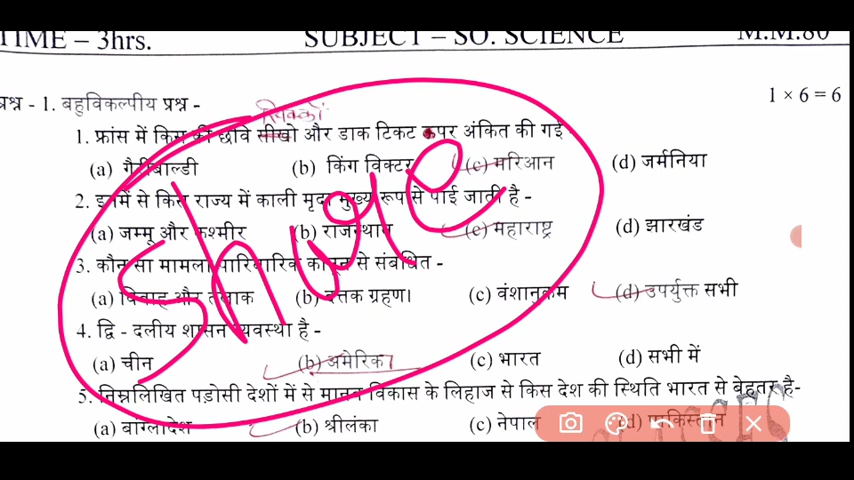 TIME – 3hrs. SUBJECT – SO. SCIENCE M.M.80
प्रश्न - 1. बहुविकल्पीय प्रश्न - 1 × 6 = 6
सिक्कों
1. फ्रांस में किस की छवि सीखो और डाक टिकट ऊपर अंकित की गई
(a) गैरीबाल्डी (b) किंग विक्टर (c) मरिआन (d) जर्मनिया
2. इनमें से किस राज्य में काली मृदा मुख्य रूप से पाई जाती है -
(a) जम्मू और कश्मीर (b) राजस्थान (c) महाराष्ट्र (d) झारखंड
3. कौन सा मामला पारिवारिक कानून से संबंधित -
(a) विवाह और तलाक (b) दत्तक ग्रहण। (c) वंशानुक्रम (d) उपर्युक्त सभी
4. द्वि - दलीय शासन व्यवस्था है -
(a) चीन (b) अमेरिका (c) भारत (d) सभी में
5. निम्नलिखित पड़ोसी देशों में से मानव विकास के लिहाज से किस देश की स्थिति भारत से बेहतर है-
(a) बांग्लादेश (b) श्रीलंका (c) नेपाल (d) पाकिस्तान
Share